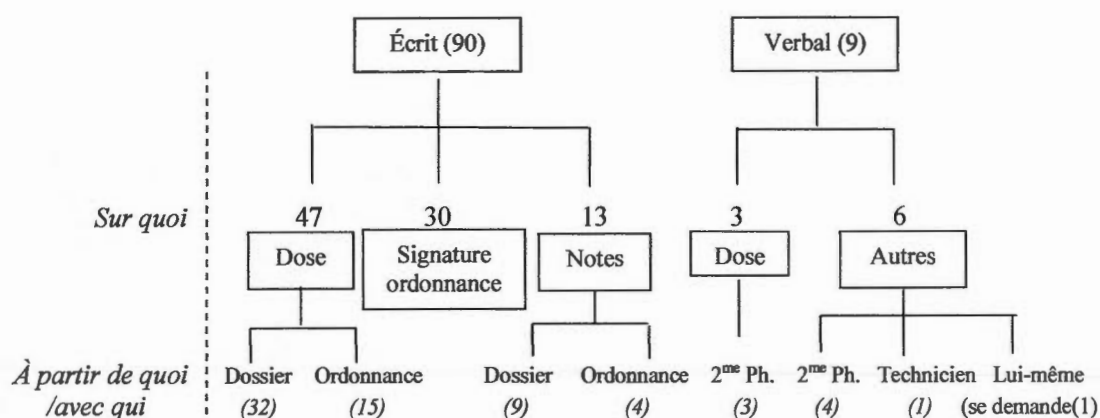 Écrit (90) Verbal (9)
Sur quoi 47 30 13 3 6
Dose Signature Notes Dose Autres
ordonnance
À partir de quoi Dossier Ordonnance Dossier Ordonnance 2me Ph. 2me Ph. Technicien Lui-même
/avec qui (32) (15) (9) (4) (3) (4) (1) (se demande(1)